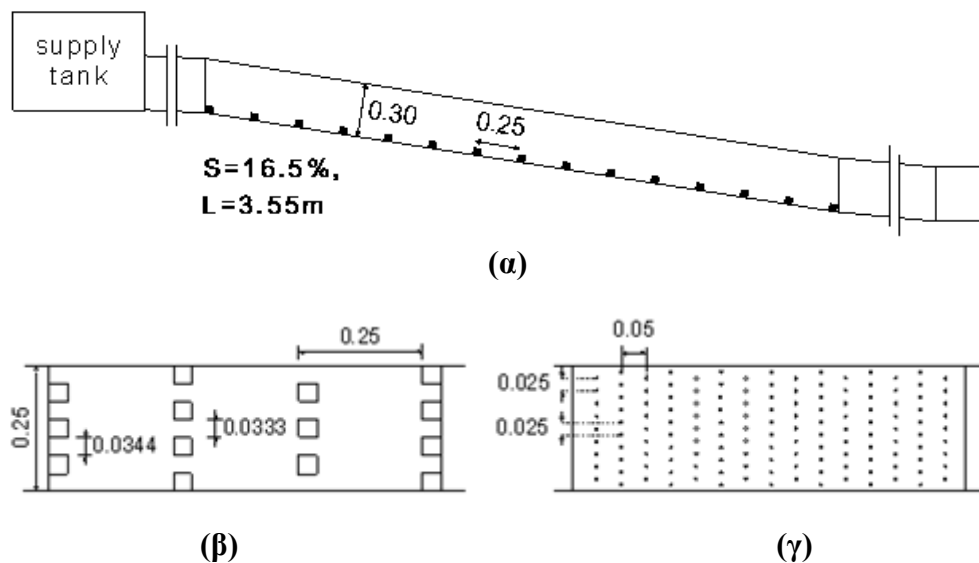 supply
tank
0.30
0.25
S=16.5%,
L=3.55m
(α)
0.25
0.25
0.0344
0.0333
(β)
0.05
0.025
0.025
(γ)